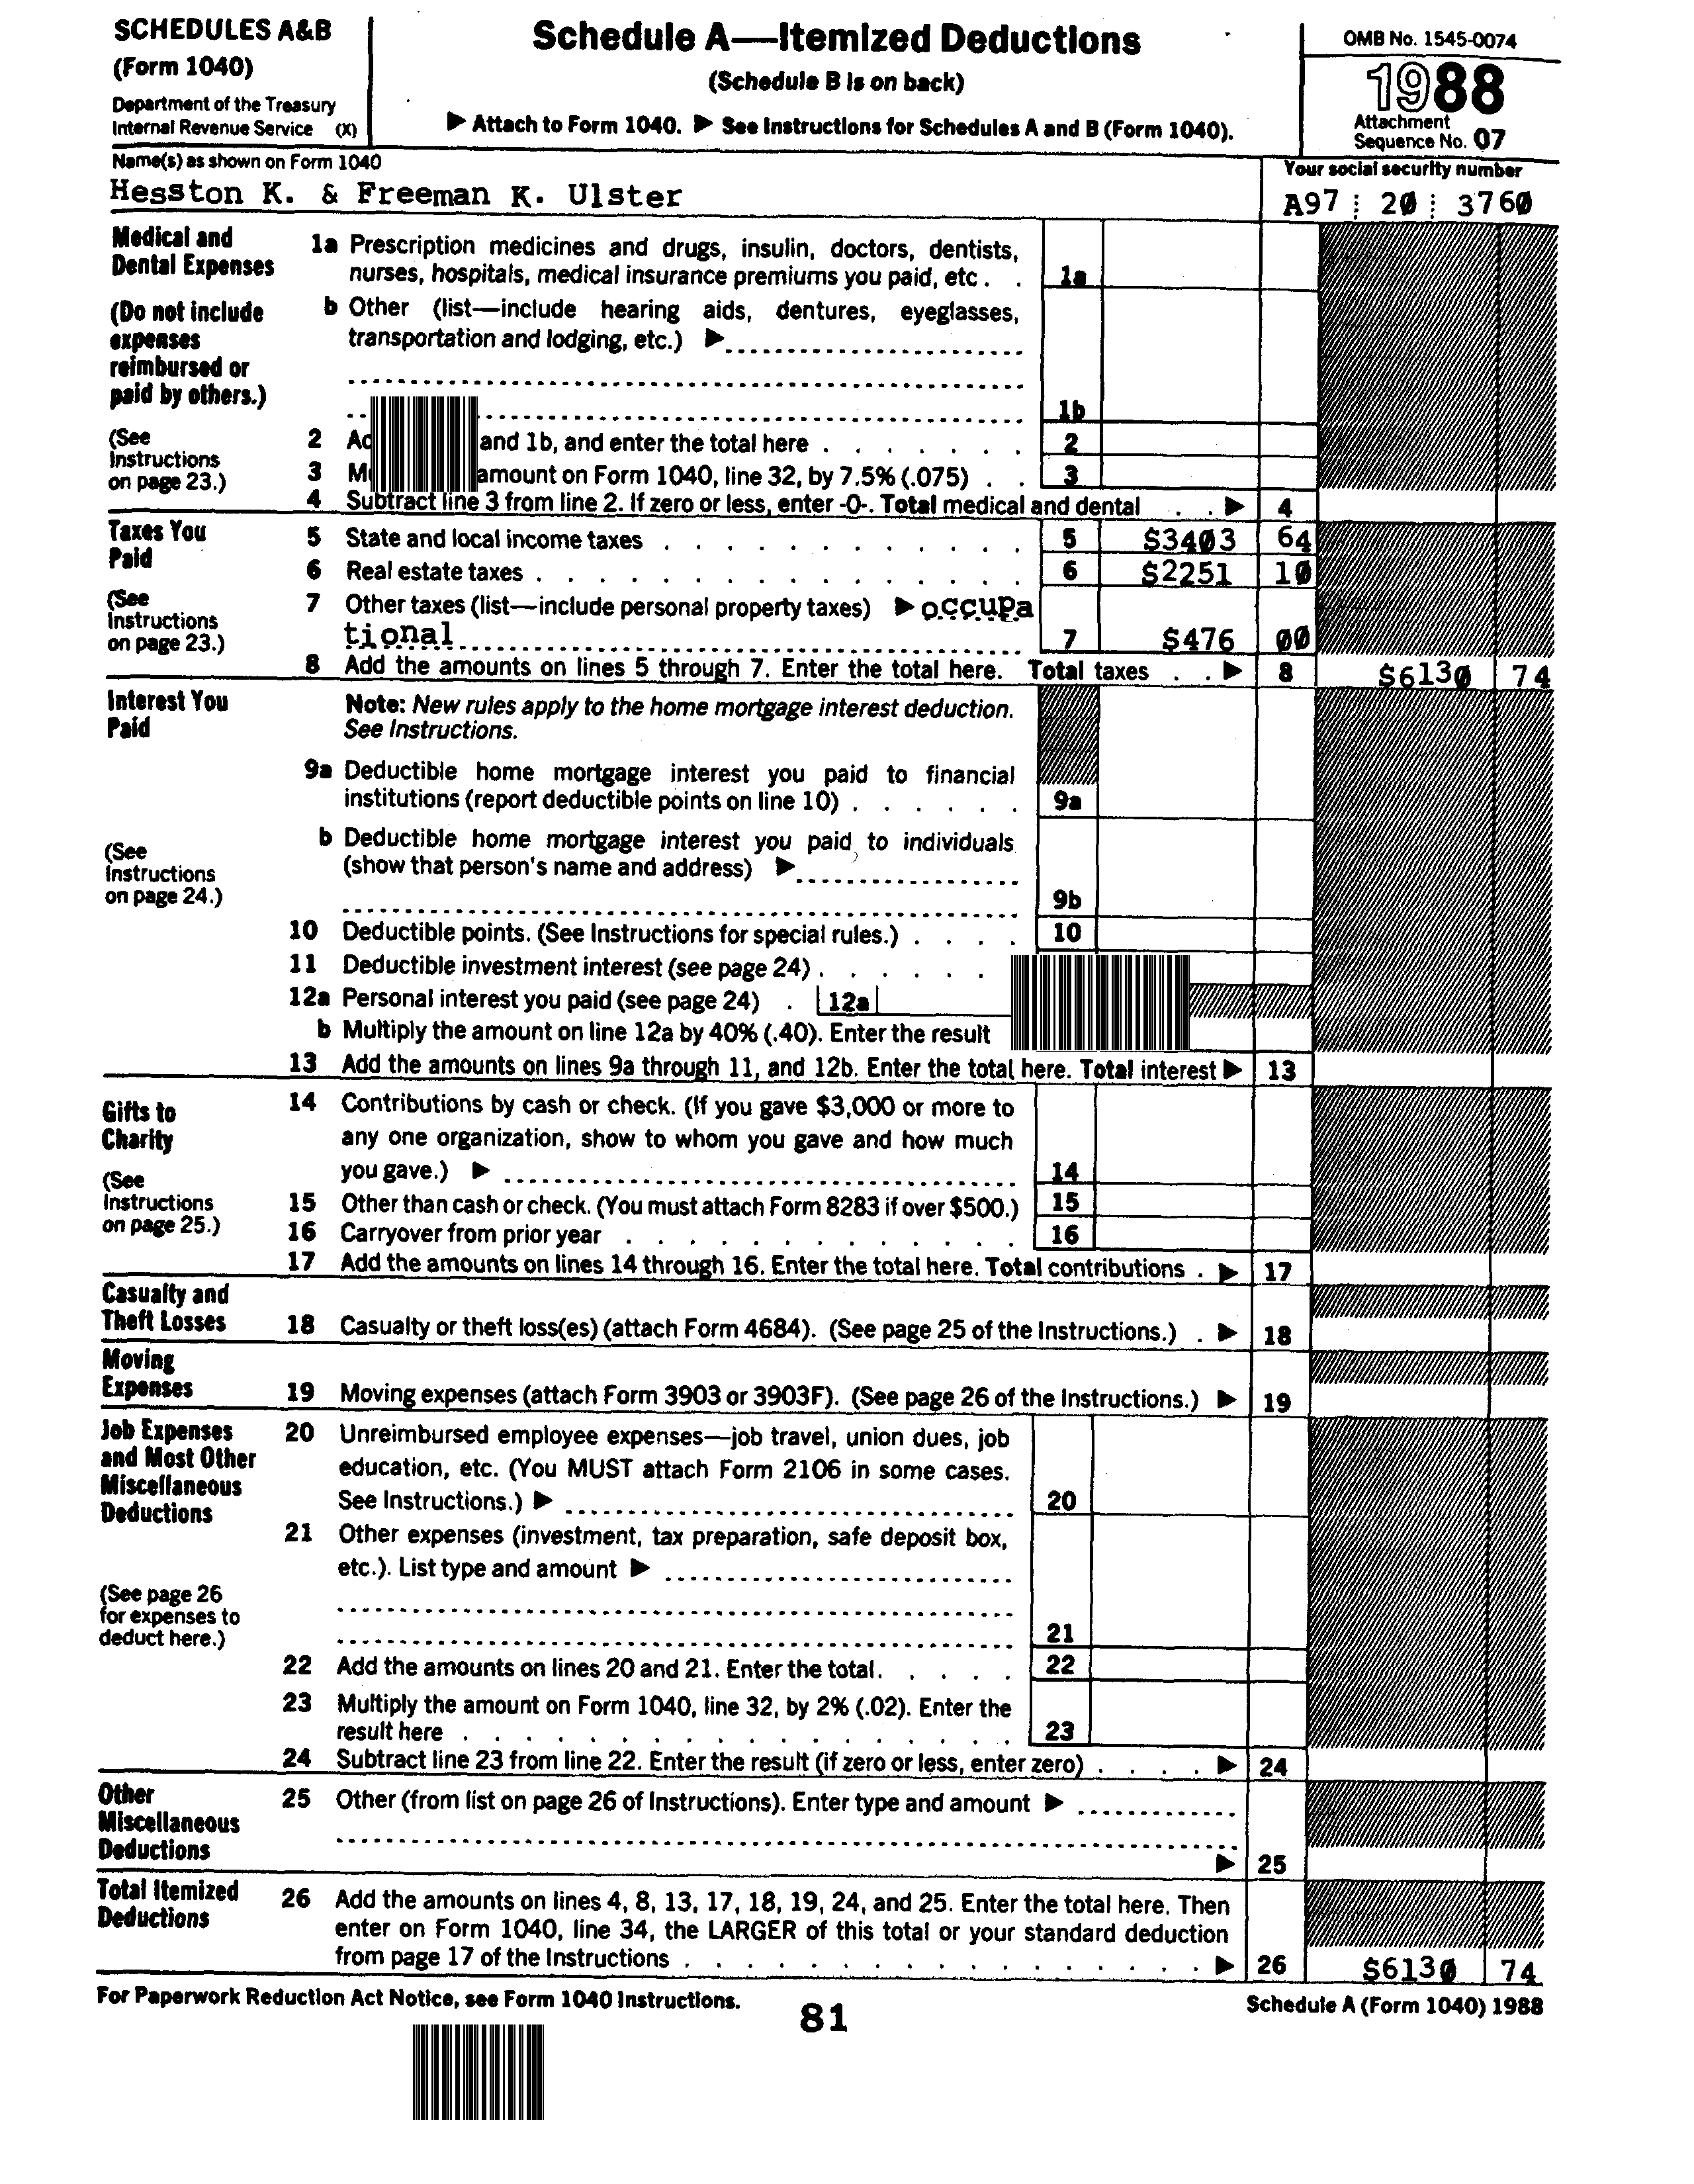 SCHEDULES A&B
(Form 1040)
Department of the Treasury
Internal Revenue Service (X)
Schedule A—Itemized Deductions
(Schedule B is on back)
▶ Attach to Form 1040. ▶ See Instructions for Schedules A and B (Form 1040).
OMB No. 1545-0074
1988
Attachment
Sequence No. 07
Name(s) as shown on Form 1040
Hesston K. & Freeman K. Ulster
Your social security number
A97 20 3760
Medical and
Dental Expenses
(Do not include
expenses
reimbursed or
paid by others.)
(See
Instructions
on page 23.)
1a Prescription medicines and drugs, insulin, doctors, dentists,
nurses, hospitals, medical insurance premiums you paid, etc . . 1a
b Other (list—include hearing aids, dentures, eyeglasses,
transportation and lodging, etc.) ▶
1b
2 and 1b, and enter the total here . . . . . . . 2
3 amount on Form 1040, line 32, by 7.5% (.075) . . 3
4 Subtract line 3 from line 2. If zero or less, enter -0-. Total medical and dental . . ▶ 4
Taxes You
Paid
(See
Instructions
on page 23.)
5 State and local income taxes . . . . . . . . . . . . 5 $3403 64
6 Real estate taxes . . . . . . . . . . . . . . . . 6 $2251 10
7 Other taxes (list—include personal property taxes) ▶ occupa
tional 7 $476 00
8 Add the amounts on lines 5 through 7. Enter the total here. Total taxes . . ▶ 8 $6130 74
Interest You
Paid
(See
Instructions
on page 24.)
Note: New rules apply to the home mortgage interest deduction.
See Instructions.
9a Deductible home mortgage interest you paid to financial
institutions (report deductible points on line 10) . . . . . . 9a
b Deductible home mortgage interest you paid to individuals
(show that person's name and address) ▶
9b
10 Deductible points. (See Instructions for special rules.) . . . . 10
11 Deductible investment interest (see page 24) . . . . . .
12a Personal interest you paid (see page 24) . 12a
b Multiply the amount on line 12a by 40% (.40). Enter the result
13 Add the amounts on lines 9a through 11, and 12b. Enter the total here. Total interest ▶ 13
Gifts to
Charity
(See
Instructions
on page 25.)
14 Contributions by cash or check. (If you gave $3,000 or more to
any one organization, show to whom you gave and how much
you gave.) ▶ 14
15 Other than cash or check. (You must attach Form 8283 if over $500.) 15
16 Carryover from prior year . . . . . . . . . . . . . 16
17 Add the amounts on lines 14 through 16. Enter the total here. Total contributions . ▶ 17
Casualty and
Theft Losses
18 Casualty or theft loss(es) (attach Form 4684). (See page 25 of the Instructions.) . ▶ 18
Moving
Expenses
19 Moving expenses (attach Form 3903 or 3903F). (See page 26 of the Instructions.) ▶ 19
Job Expenses
and Most Other
Miscellaneous
Deductions
(See page 26
for expenses to
deduct here.)
20 Unreimbursed employee expenses—job travel, union dues, job
education, etc. (You MUST attach Form 2106 in some cases.
See Instructions.) ▶ 20
21 Other expenses (investment, tax preparation, safe deposit box,
etc.). List type and amount ▶
21
22 Add the amounts on lines 20 and 21. Enter the total. . . . . 22
23 Multiply the amount on Form 1040, line 32, by 2% (.02). Enter the
result here . . . . . . . . . . . . . . . . . . 23
24 Subtract line 23 from line 22. Enter the result (if zero or less, enter zero) . . . . ▶ 24
Other
Miscellaneous
Deductions
25 Other (from list on page 26 of Instructions). Enter type and amount ▶
▶ 25
Total Itemized
Deductions
26 Add the amounts on lines 4, 8, 13, 17, 18, 19, 24, and 25. Enter the total here. Then
enter on Form 1040, line 34, the LARGER of this total or your standard deduction
from page 17 of the Instructions . . . . . . . . . . . . . . . . ▶ 26 $6130 74
For Paperwork Reduction Act Notice, see Form 1040 Instructions.
81
Schedule A (Form 1040) 1988